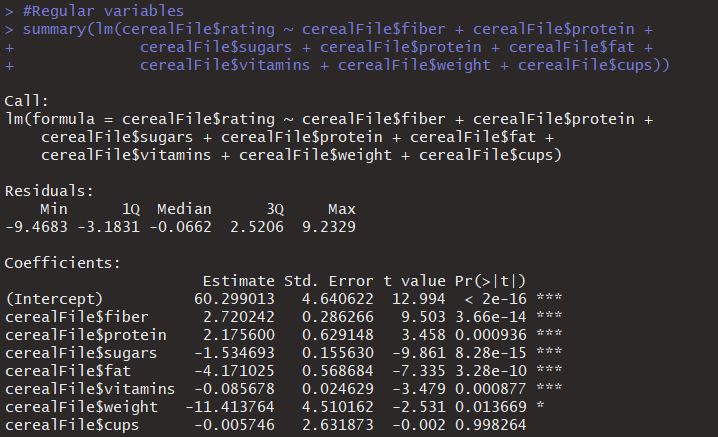 > #Regular variables
> summary(lm(cerealFile$rating ~ cerealFile$fiber + cerealFile$protein +
+            cerealFile$sugars + cerealFile$protein + cerealFile$fat +
+            cerealFile$vitamins + cerealFile$weight + cerealFile$cups))
Call:
lm(formula = cerealFile$rating ~ cerealFile$fiber + cerealFile$protein +
    cerealFile$sugars + cerealFile$protein + cerealFile$fat +
    cerealFile$vitamins + cerealFile$weight + cerealFile$cups)
Residuals:
    Min      1Q  Median      3Q     Max
-9.4683 -3.1831 -0.0662  2.5206  9.2329
Coefficients:
                     Estimate Std. Error t value Pr(>|t|)
(Intercept)         60.299013   4.640622  12.994  < 2e-16 ***
cerealFile$fiber     2.720242   0.286266   9.503 3.66e-14 ***
cerealFile$protein   2.175600   0.629148   3.458 0.000936 ***
cerealFile$sugars   -1.534693   0.155630  -9.861 8.28e-15 ***
cerealFile$fat      -4.171025   0.568684  -7.335 3.28e-10 ***
cerealFile$vitamins -0.085678   0.024629  -3.479 0.000877 ***
cerealFile$weight  -11.413764   4.510162  -2.531 0.013669 *
cerealFile$cups     -0.005746   2.631873  -0.002 0.998264